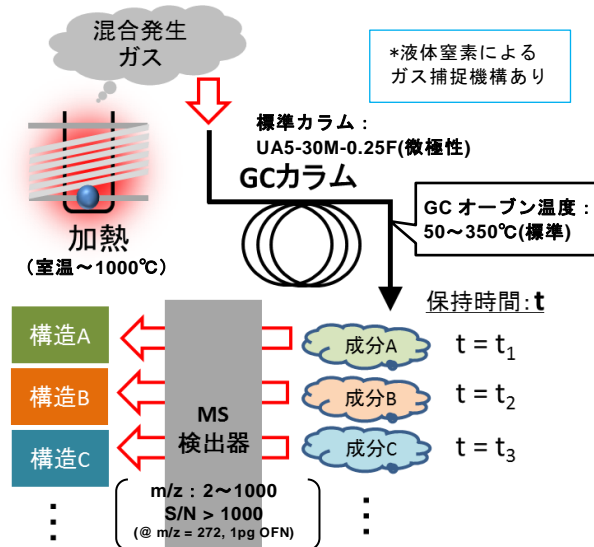 混合発生
ガス
*液体窒素による
ガス捕捉機構あり
標準カラム：
UA5-30M-0.25F(微極性)
GCカラム
加熱
（室温～1000℃）
GC オーブン温度：
50～350℃(標準)
保持時間：t
構造A
成分A
t = t1
構造B
成分B
t = t2
MS
検出器
構造C
成分C
t = t3
m/z：2～1000
S/N > 1000
(@ m/z = 272, 1pg OFN)